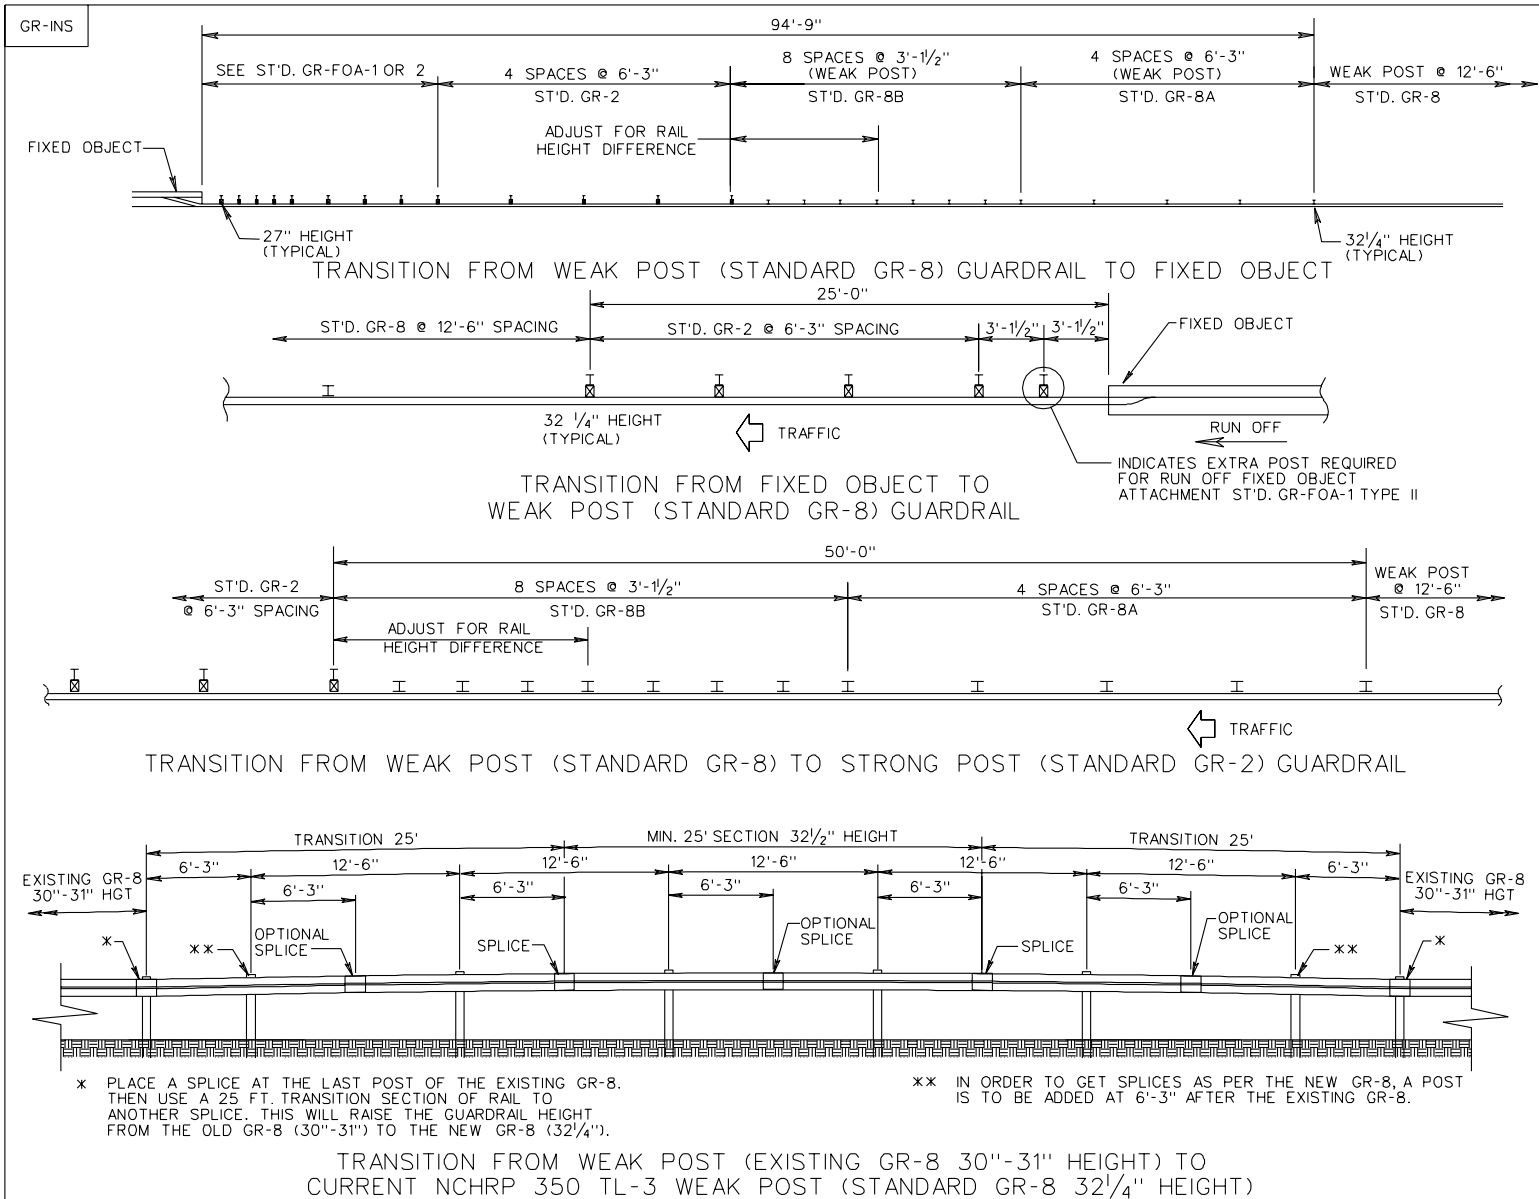 GR-INS
94'-9"
SEE ST'D. GR-FOA-1 OR 2
4 SPACES @ 6'-3"
ST'D. GR-2
8 SPACES @ 3'-1½"
(WEAK POST)
ST'D. GR-8B
4 SPACES @ 6'-3"
(WEAK POST)
ST'D. GR-8A
WEAK POST @ 12'-6"
ST'D. GR-8
ADJUST FOR RAIL
HEIGHT DIFFERENCE
FIXED OBJECT
27" HEIGHT
(TYPICAL)
32¼" HEIGHT
(TYPICAL)
TRANSITION FROM WEAK POST (STANDARD GR-8) GUARDRAIL TO FIXED OBJECT
25'-0"
ST'D. GR-8 @ 12'-6" SPACING
ST'D. GR-2 @ 6'-3" SPACING
3'-1½"
3'-1½"
FIXED OBJECT
32 ¼" HEIGHT
(TYPICAL)
TRAFFIC
RUN OFF
INDICATES EXTRA POST REQUIRED
FOR RUN OFF FIXED OBJECT
ATTACHMENT ST'D. GR-FOA-1 TYPE II
TRANSITION FROM FIXED OBJECT TO
WEAK POST (STANDARD GR-8) GUARDRAIL
50'-0"
ST'D. GR-2
@ 6'-3" SPACING
8 SPACES @ 3'-1½"
ST'D. GR-8B
4 SPACES @ 6'-3"
ST'D. GR-8A
WEAK POST
@ 12'-6"
ST'D. GR-8
ADJUST FOR RAIL
HEIGHT DIFFERENCE
TRAFFIC
TRANSITION FROM WEAK POST (STANDARD GR-8) TO STRONG POST (STANDARD GR-2) GUARDRAIL
TRANSITION 25'
MIN. 25' SECTION 32½" HEIGHT
TRANSITION 25'
6'-3"
12'-6"
12'-6"
12'-6"
12'-6"
12'-6"
6'-3"
EXISTING GR-8
30"-31" HGT
6'-3"
6'-3"
6'-3"
6'-3"
6'-3"
EXISTING GR-8
30"-31" HGT
*
**
OPTIONAL
SPLICE
SPLICE
OPTIONAL
SPLICE
SPLICE
OPTIONAL
SPLICE
**
*
* PLACE A SPLICE AT THE LAST POST OF THE EXISTING GR-8.
THEN USE A 25 FT. TRANSITION SECTION OF RAIL TO
ANOTHER SPLICE. THIS WILL RAISE THE GUARDRAIL HEIGHT
FROM THE OLD GR-8 (30"-31") TO THE NEW GR-8 (32¼").
** IN ORDER TO GET SPLICES AS PER THE NEW GR-8, A POST
IS TO BE ADDED AT 6'-3" AFTER THE EXISTING GR-8.
TRANSITION FROM WEAK POST (EXISTING GR-8 30"-31" HEIGHT) TO
CURRENT NCHRP 350 TL-3 WEAK POST (STANDARD GR-8 32¼" HEIGHT)